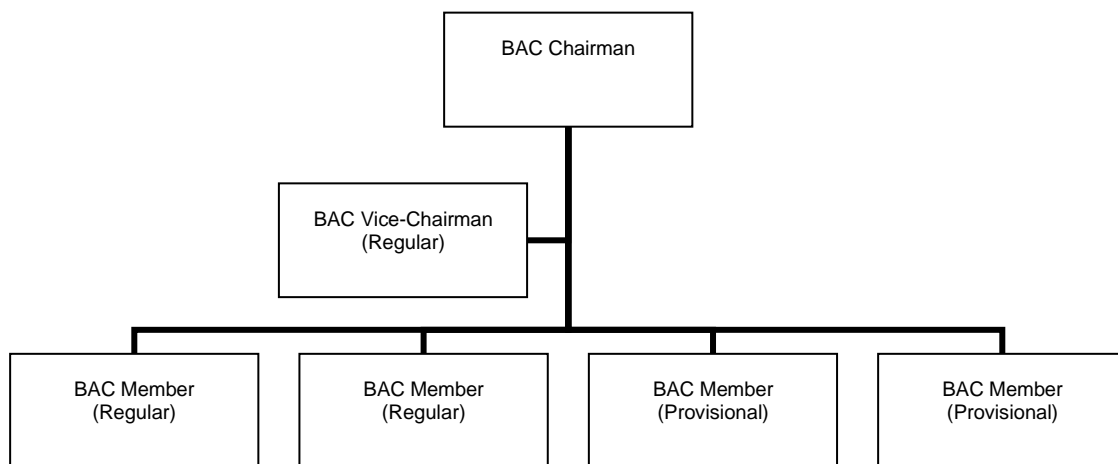 BAC Chairman
BAC Vice-Chairman
(Regular)
BAC Member
(Regular)
BAC Member
(Regular)
BAC Member
(Provisional)
BAC Member
(Provisional)